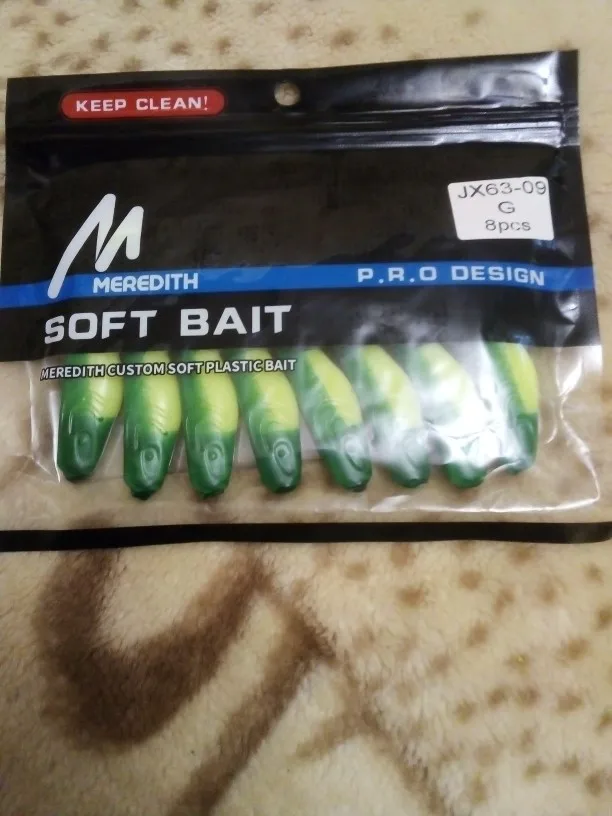 KEEP CLEAN!
JX63-09
G
8pcs
M
MEREDITH
P.R.O DESIGN
SOFT BAIT
MEREDITH CUSTOM SOFT PLASTIC BAIT